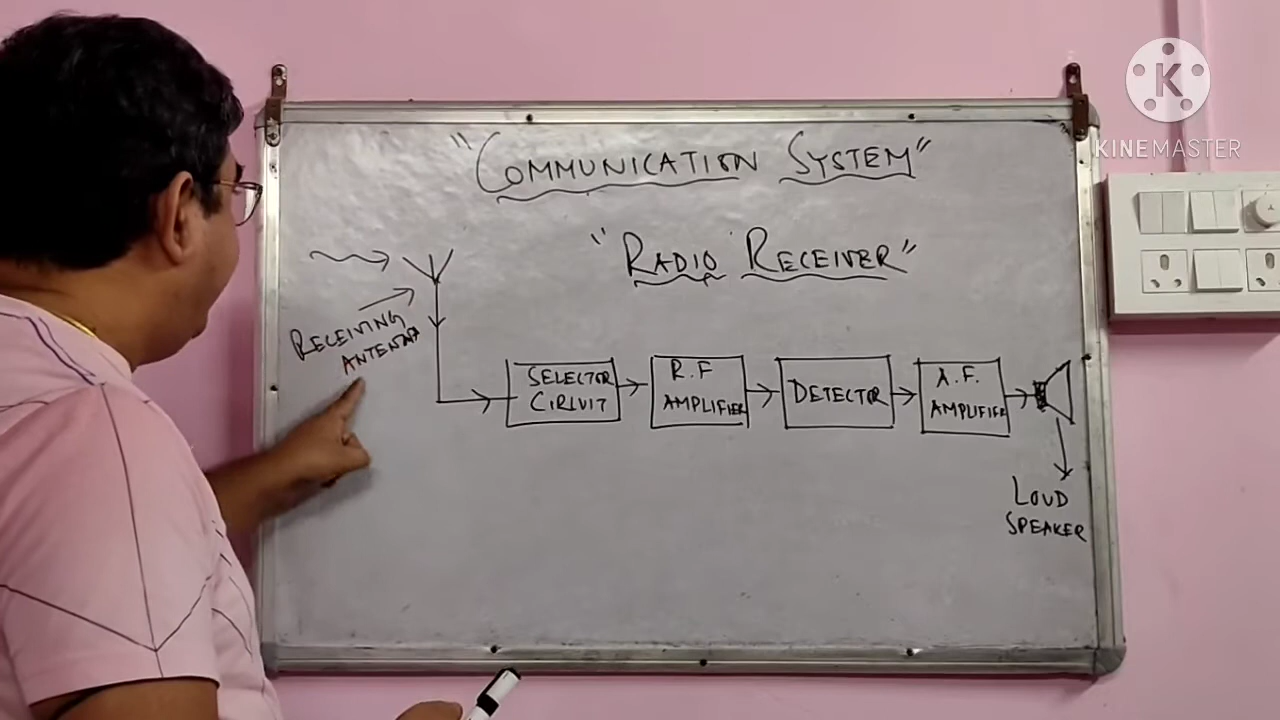 "COMMUNICATION SYSTEM"
"RADIO RECEIVER"
RECEIVING
ANTENNA
SELECTOR
CIRCUIT
R.F
AMPLIFIER
DETECTOR
A.F.
AMPLIFIER
LOUD
SPEAKER
K
KINEMASTER